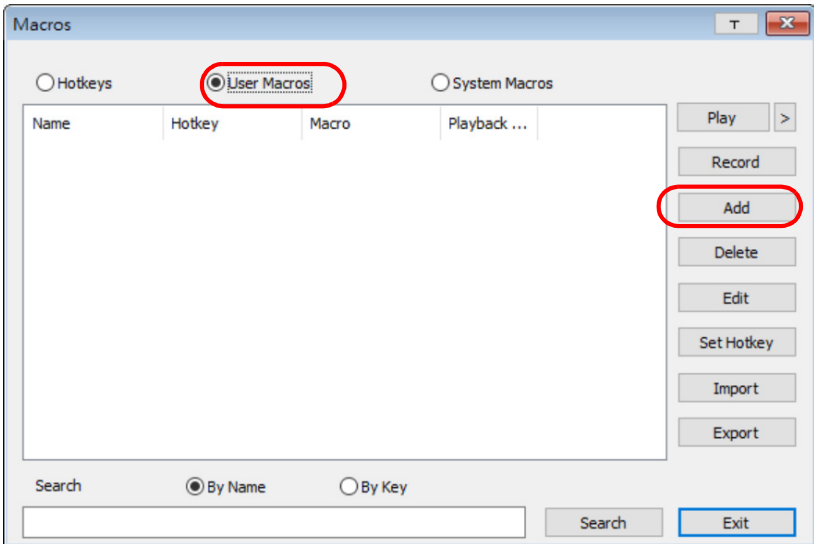 Macros T
Hotkeys User Macros System Macros
Name Hotkey Macro Playback ... Play >
Record
Add
Delete
Edit
Set Hotkey
Import
Export
Search By Name By Key
Search Exit